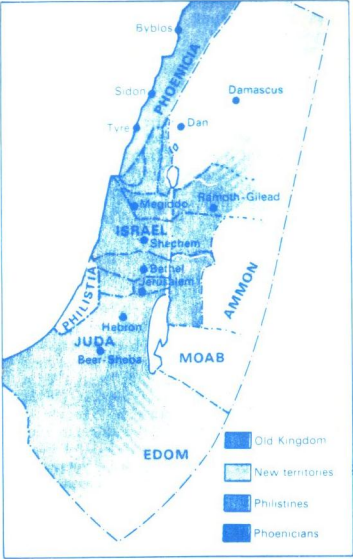 Byblos
PHOENICIA
Sidon
Damascus
Tyre
Dan
Megiddo
Ramoth-Gilead
ISRAEL
Shechem
Bethel
Jerusalem
AMMON
PHILISTIA
Hebron
JUDA
Beer-Sheba
MOAB
EDOM
Old Kingdom
New territories
Philistines
Phoenicians